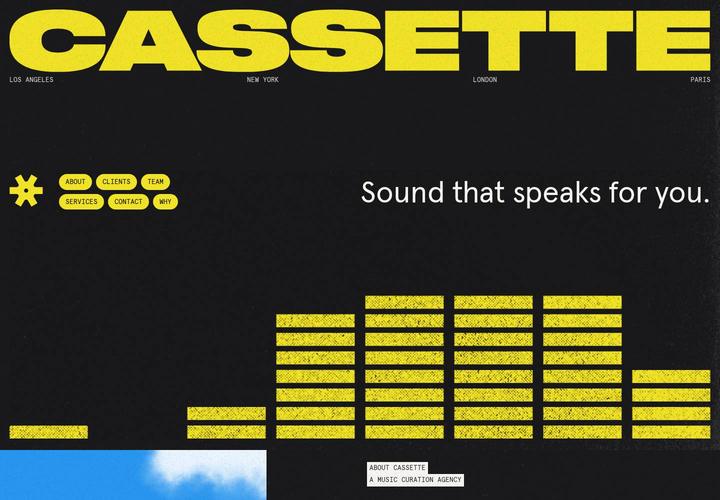 CASSETTE
LOS ANGELES NEW YORK LONDON PARIS
ABOUT CLIENTS TEAM
SERVICES CONTACT WHY
Sound that speaks for you.
ABOUT CASSETTE
A MUSIC CURATION AGENCY